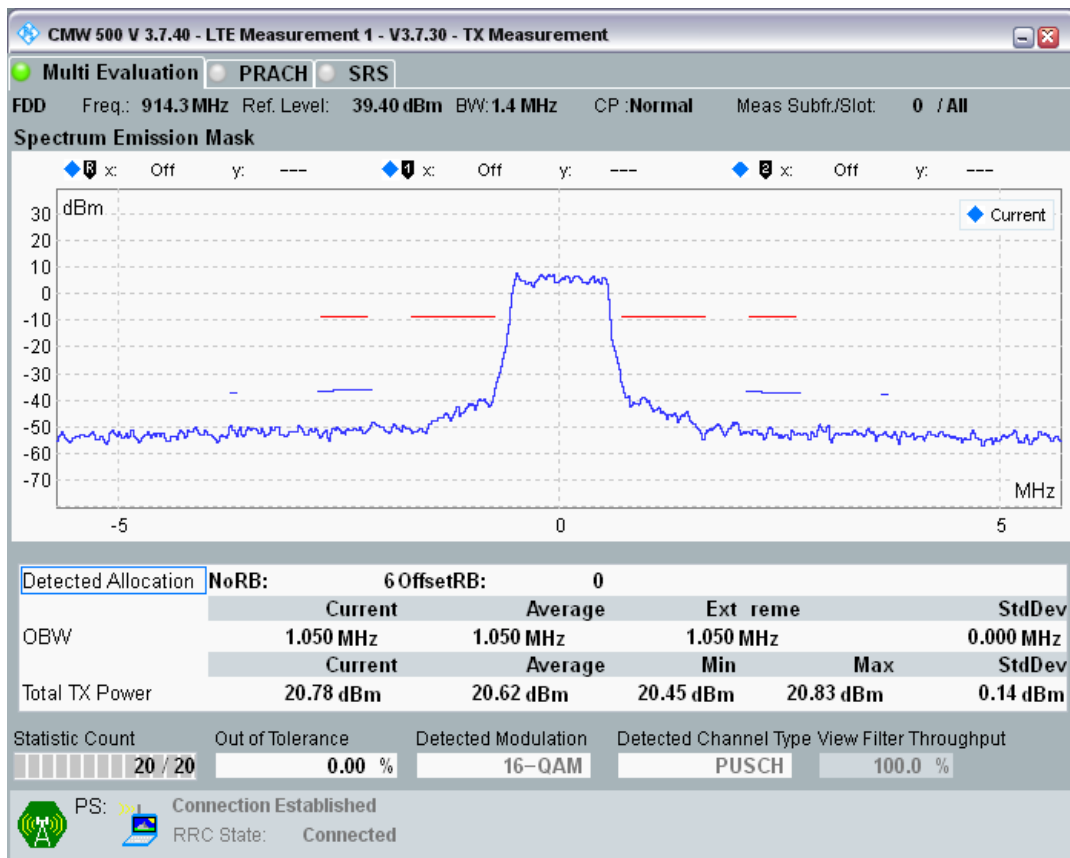 CMW 500 V 3.7.40 - LTE Measurement 1 - V3.7.30 - TX Measurement
Multi Evaluation PRACH SRS
FDD Freq.: 914.3 MHz Ref. Level: 39.40 dBm BW: 1.4 MHz CP :Normal Meas Subfr./Slot: 0 / All
Spectrum Emission Mask
R x: Off y: --- 1 x: Off y: --- 2 x: Off y: ---
dBm
Current
30
20
10
0
-10
-20
-30
-40
-50
-60
-70
MHz
-5 0 5
Detected Allocation NoRB: 6 OffsetRB: 0
Current Average Ext reme StdDev
OBW 1.050 MHz 1.050 MHz 1.050 MHz 0.000 MHz
Current Average Min Max StdDev
Total TX Power 20.78 dBm 20.62 dBm 20.45 dBm 20.83 dBm 0.14 dBm
Statistic Count Out of Tolerance Detected Modulation Detected Channel Type View Filter Throughput
20 / 20 0.00 % 16-QAM PUSCH 100.0 %
PS: Connection Established
RRC State: Connected